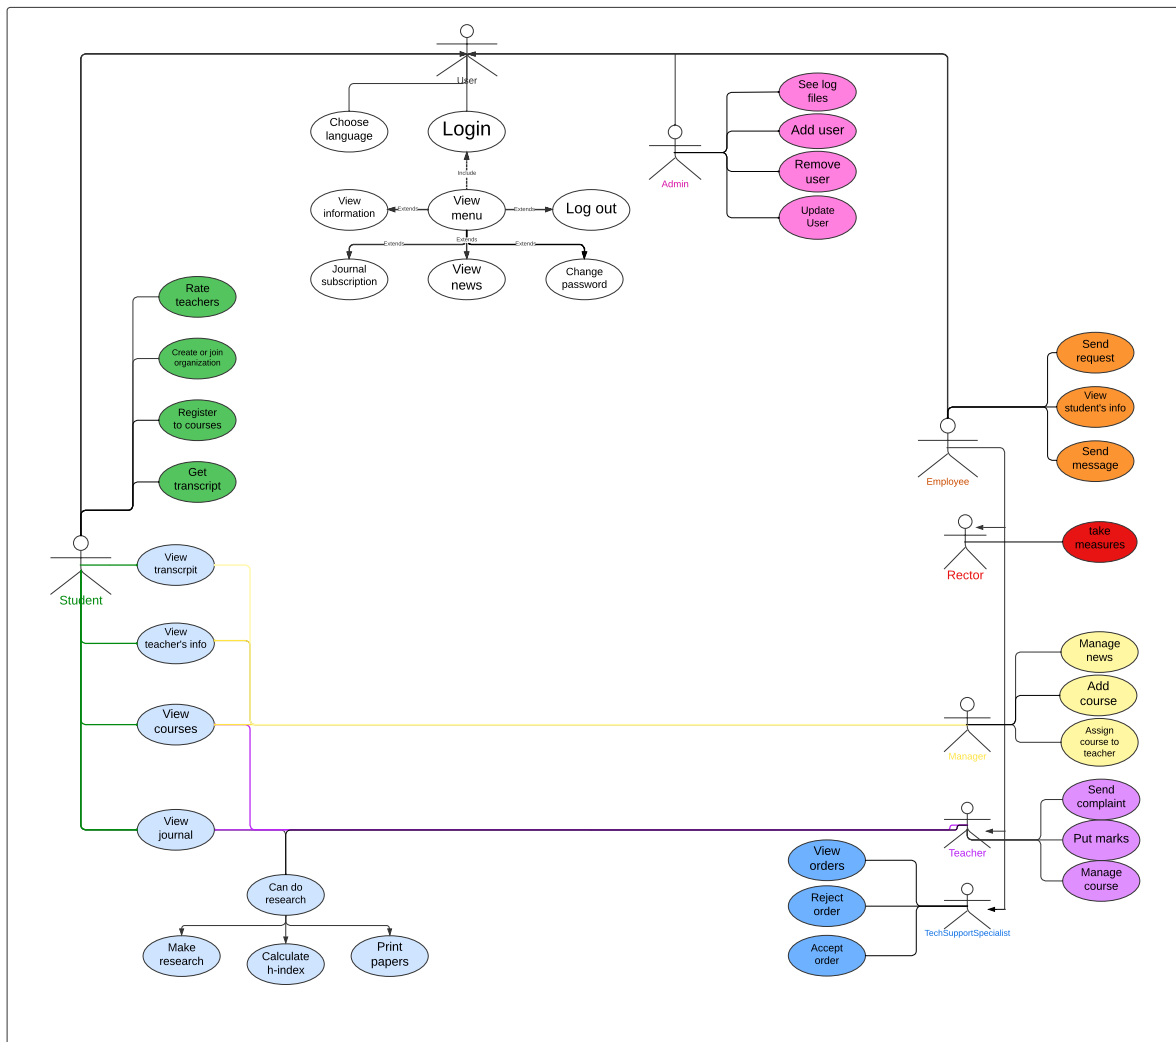 User
Choose
language
Login
See log
files
Add user
Admin
Remove
user
Update
User
Include
View
information
Extends
View
menu
Extends
Log out
Extends
Extends
Extends
Journal
subscription
View
news
Change
password
Rate
teachers
Create or join
organization
Register
to courses
Get
transcript
Student
Send
request
View
student's info
Send
message
Employee
Rector
take
measures
View
transcrpit
View
teacher's info
View
courses
View
journal
Manager
Manage
news
Add
course
Assign
course to
teacher
Teacher
Send
complaint
Put marks
Manage
course
View
orders
Reject
order
Accept
order
TechSupportSpecialist
Can do
research
Make
research
Calculate
h-index
Print
papers